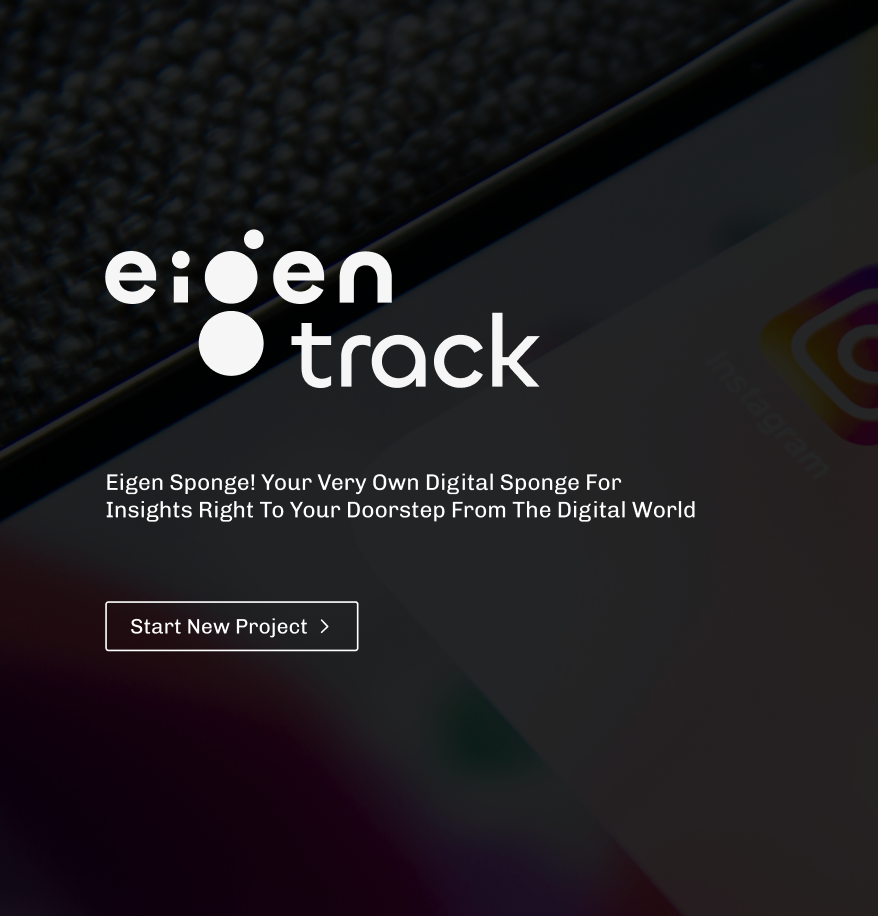 eigen
track
Eigen Sponge! Your Very Own Digital Sponge For
Insights Right To Your Doorstep From The Digital World
Start New Project
Instagram